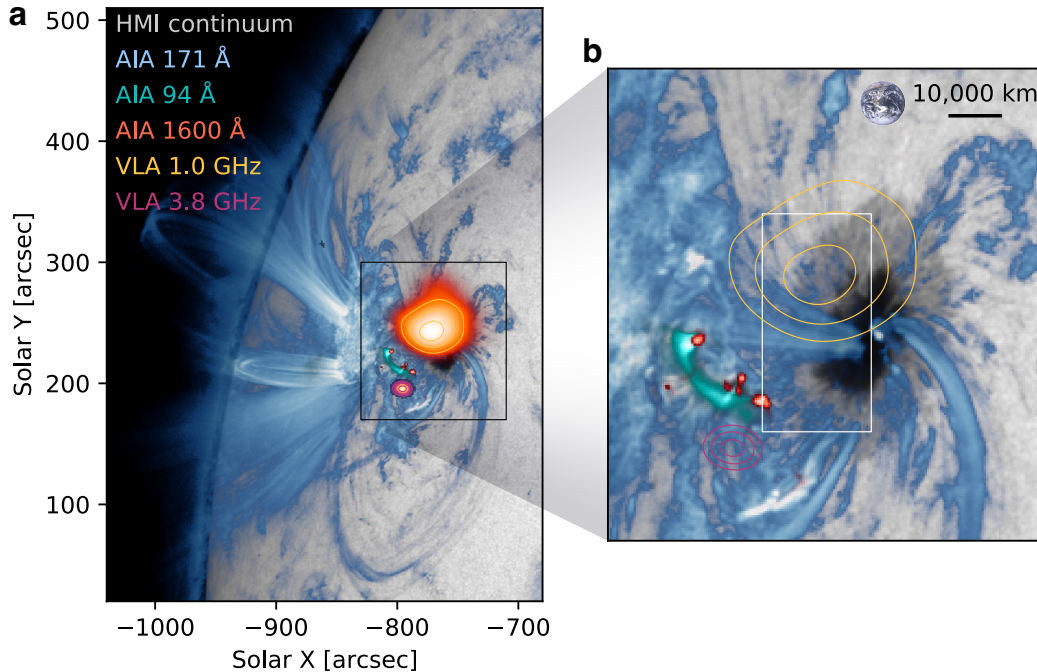 a
HMI continuum
AIA 171 Å
AIA 94 Å
AIA 1600 Å
VLA 1.0 GHz
VLA 3.8 GHz
500
400
300
200
100
Solar Y [arcsec]
−1000 −900 −800 −700
Solar X [arcsec]
b
10,000 km